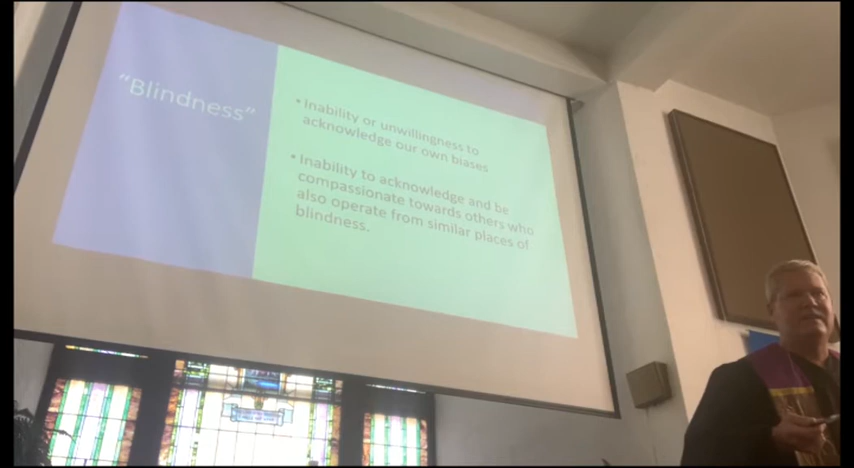 “Blindness”
• Inability or unwillingness to
acknowledge our own biases
• Inability to acknowledge and be
compassionate towards others who
also operate from similar places of
blindness.